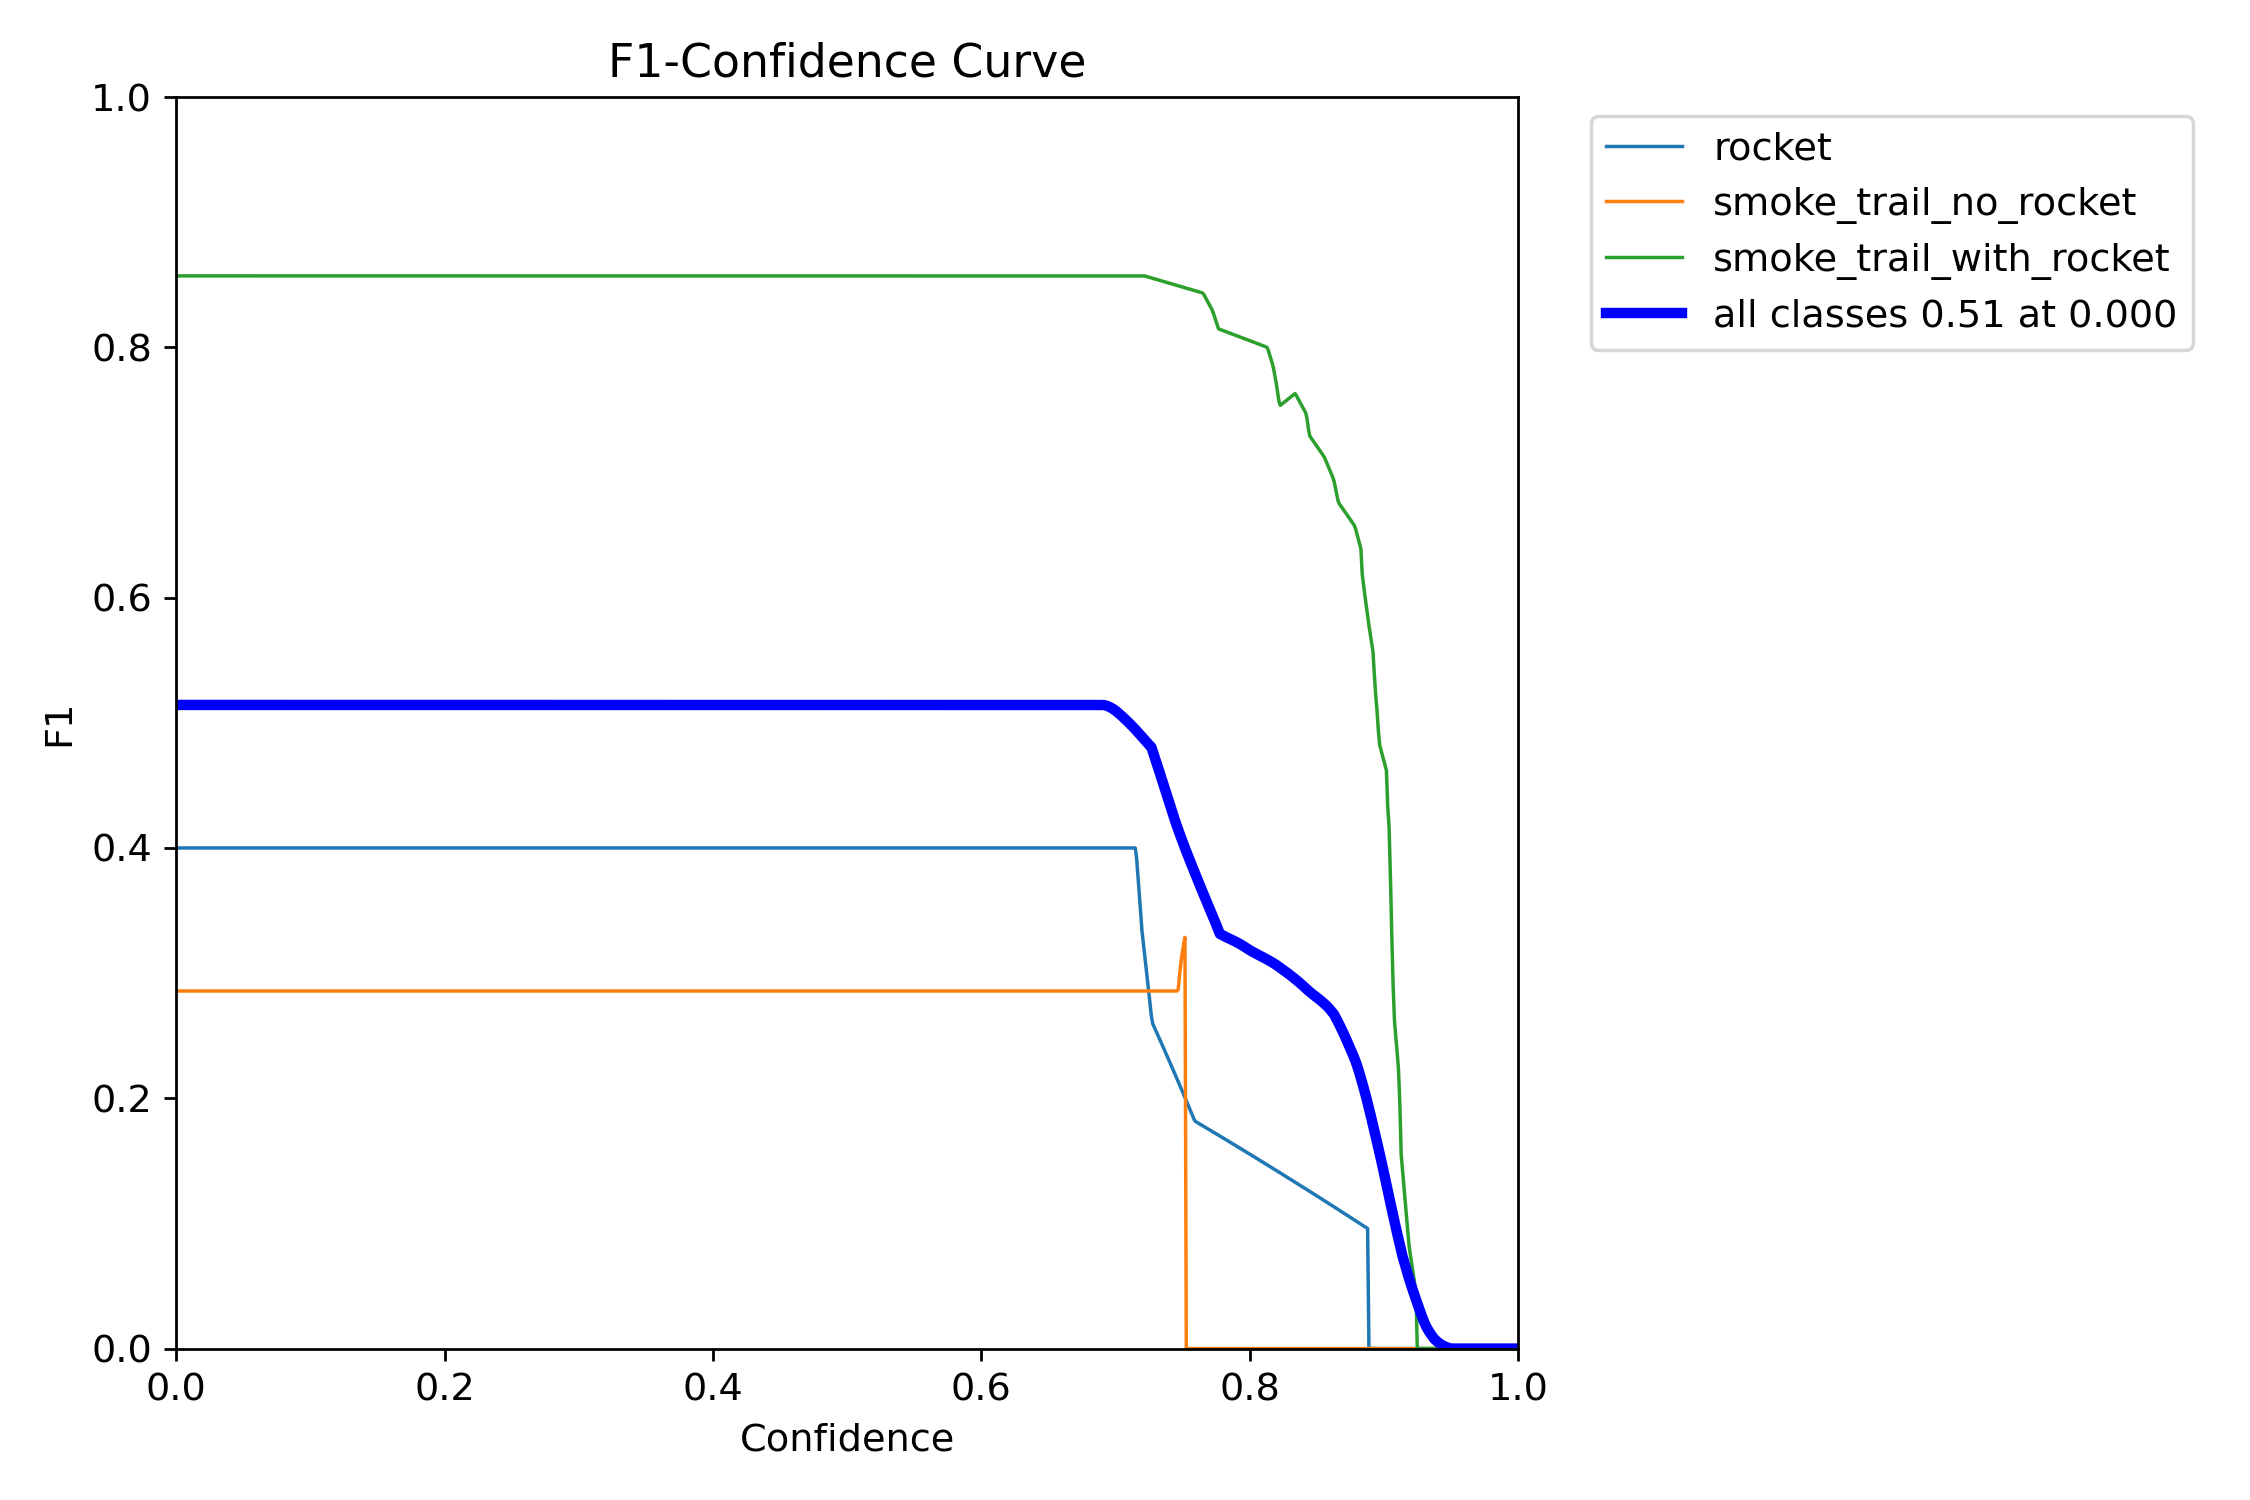 F1-Confidence Curve
1.0
0.8
0.6
0.4
0.2
0.0
F1
0.0 0.2 0.4 0.6 0.8 1.0
Confidence
rocket
smoke_trail_no_rocket
smoke_trail_with_rocket
all classes 0.51 at 0.000